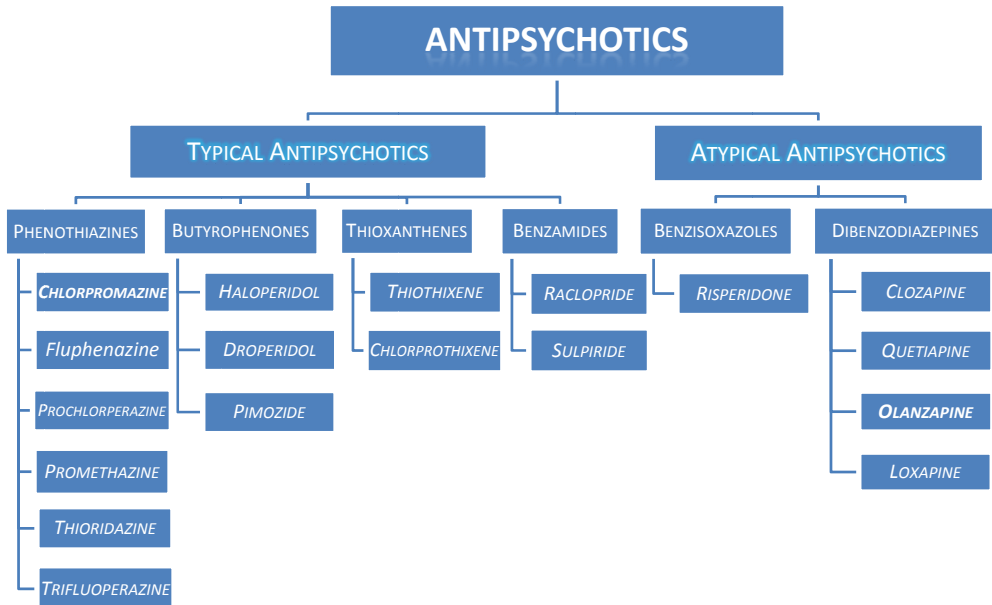 ANTIPSYCHOTICS
TYPICAL ANTIPSYCHOTICS
ATYPICAL ANTIPSYCHOTICS
PHENOTHIAZINES
BUTYROPHENONES
THIOXANTHENES
BENZAMIDES
BENZISOXAZOLES
DIBENZODIAZEPINES
CHLORPROMAZINE
HALOPERIDOL
THIOTHIXENE
RACLOPRIDE
RISPERIDONE
CLOZAPINE
Fluphenazine
DROPERIDOL
CHLORPROTHIXENE
SULPIRIDE
QUETIAPINE
PROCHLORPERAZINE
PIMOZIDE
OLANZAPINE
PROMETHAZINE
LOXAPINE
THIORIDAZINE
TRIFLUOPERAZINE